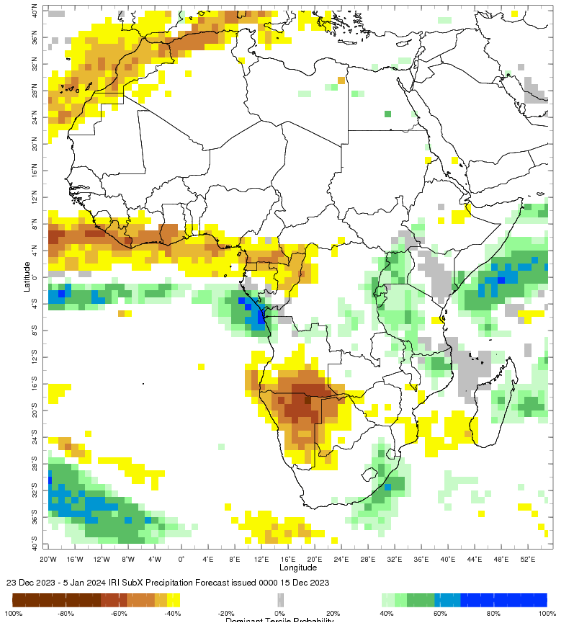 40°N
36°N
32°N
28°N
24°N
20°N
16°N
12°N
8°N
4°N
0°
4°S
8°S
12°S
16°S
20°S
24°S
28°S
32°S
36°S
40°S
Latitude
20°W 16°W 12°W 8°W 4°W 0° 4°E 8°E 12°E 16°E 20°E 24°E 28°E 32°E 36°E 40°E 44°E 48°E 52°E
Longitude
23 Dec 2023 - 5 Jan 2024 IRI SubX Precipitation Forecast issued 0000 15 Dec 2023
100% -80% -60% -40% -20% 0% 20% 40% 60% 80% 100%
Dominant Tercile Probability